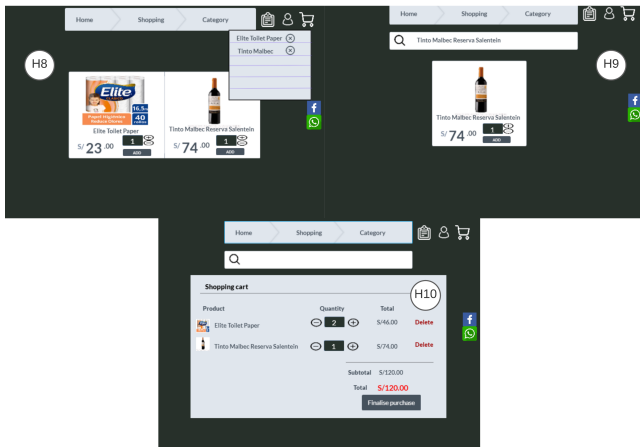 Home Shopping Category
Elite Toilet Paper
Tinto Malbec
H8
Elite
16,5m
40
Elite Toilet Paper
S/ 23 .00 1
ADD
Tinto Malbec Reserva Salentein
S/ 74 .00 1
ADD
Home Shopping Category
Tinto Malbec Reserva Salentein
H9
Tinto Malbec Reserva Salentein
S/ 74 .00 1
ADD
Home Shopping Category
Shopping cart
H10
Product Quantity Total
Elite Toilet Paper 2 S/46.00 Delete
Tinto Malbec Reserva Salentein 1 S/74.00 Delete
Subtotal S/120.00
Total S/120.00
Finalise purchase